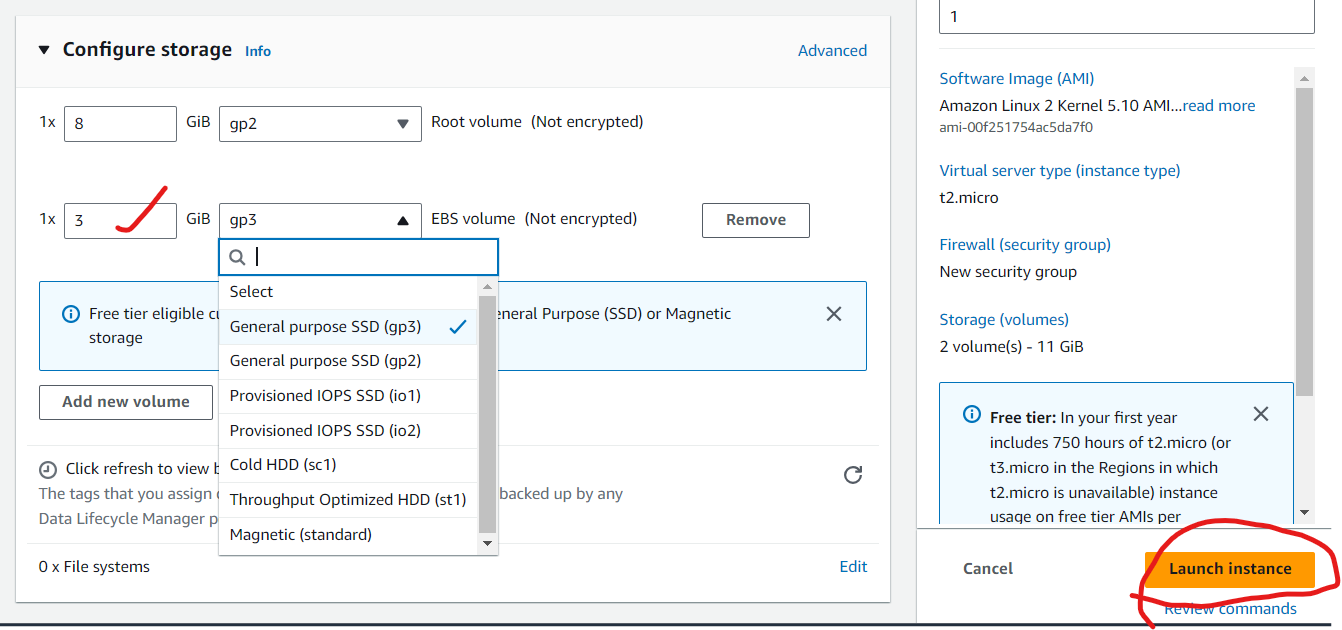 Configure storage Info
Advanced
1x 8 GiB gp2 Root volume (Not encrypted)
1x 3 GiB gp3 EBS volume (Not encrypted) Remove
Select
General purpose SSD (gp3)
General purpose SSD (gp2)
Provisioned IOPS SSD (io1)
Provisioned IOPS SSD (io2)
Cold HDD (sc1)
Throughput Optimized HDD (st1)
Magnetic (standard)
Free tier eligible eneral Purpose (SSD) or Magnetic
storage
Add new volume
Click refresh to view
The tags that you assign backed up by any
Data Lifecycle Manager
0 x File systems Edit
1
Software Image (AMI)
Amazon Linux 2 Kernel 5.10 AMI...read more
ami-00f251754ac5da7f0
Virtual server type (instance type)
t2.micro
Firewall (security group)
New security group
Storage (volumes)
2 volume(s) - 11 GiB
Free tier: In your first year
includes 750 hours of t2.micro (or
t3.micro in the Regions in which
t2.micro is unavailable) instance
usage on free tier AMIs per
Cancel
Launch instance
Review commands